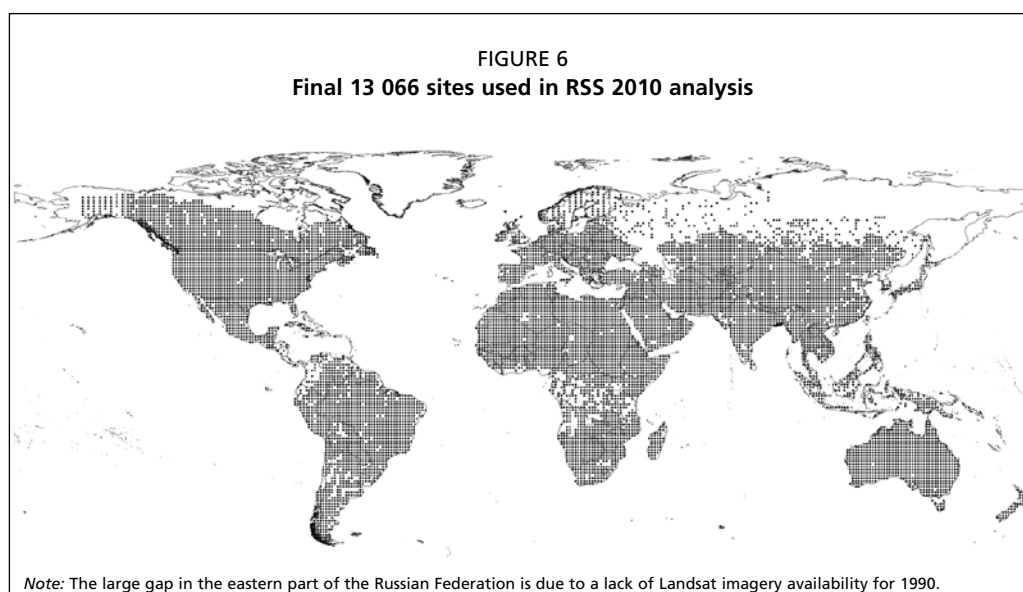 FIGURE 6
Final 13 066 sites used in RSS 2010 analysis
Note: The large gap in the eastern part of the Russian Federation is due to a lack of Landsat imagery availability for 1990.